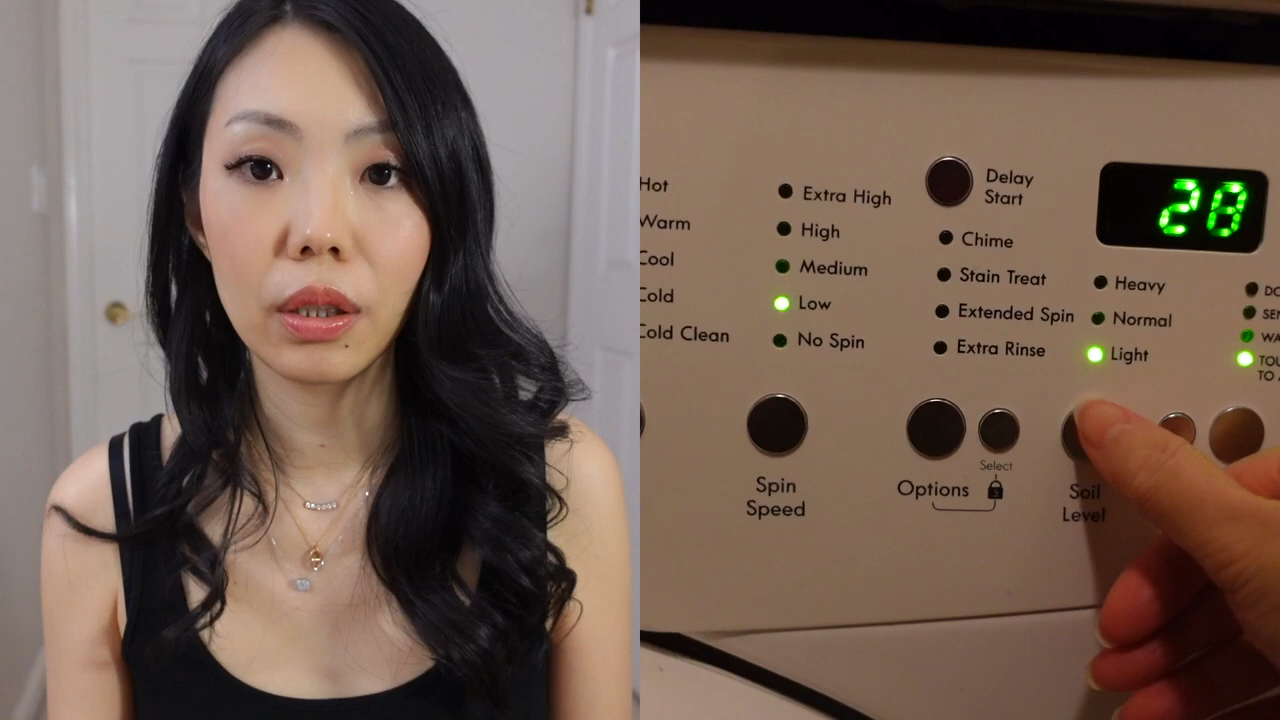 Hot
Warm
Cool
Cold
Cold Clean
Extra High
High
Medium
Low
No Spin
Spin
Speed
Delay
Start
Chime
Stain Treat
Extended Spin
Extra Rinse
Options
Select
28
Heavy
Normal
Light
Soil
Level
TO